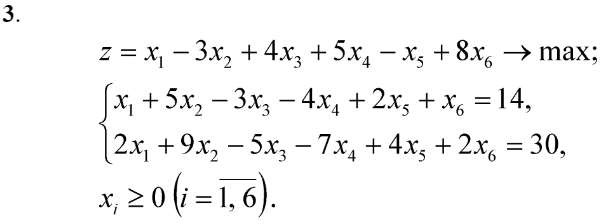 3.
z = x₁ − 3x₂ + 4x₃ + 5x₄ − x₅ + 8x₆ → max;
x₁ + 5x₂ − 3x₃ − 4x₄ + 2x₅ + x₆ = 14,
2x₁ + 9x₂ − 5x₃ − 7x₄ + 4x₅ + 2x₆ = 30,
xᵢ ≥ 0 (i = 1, 6).